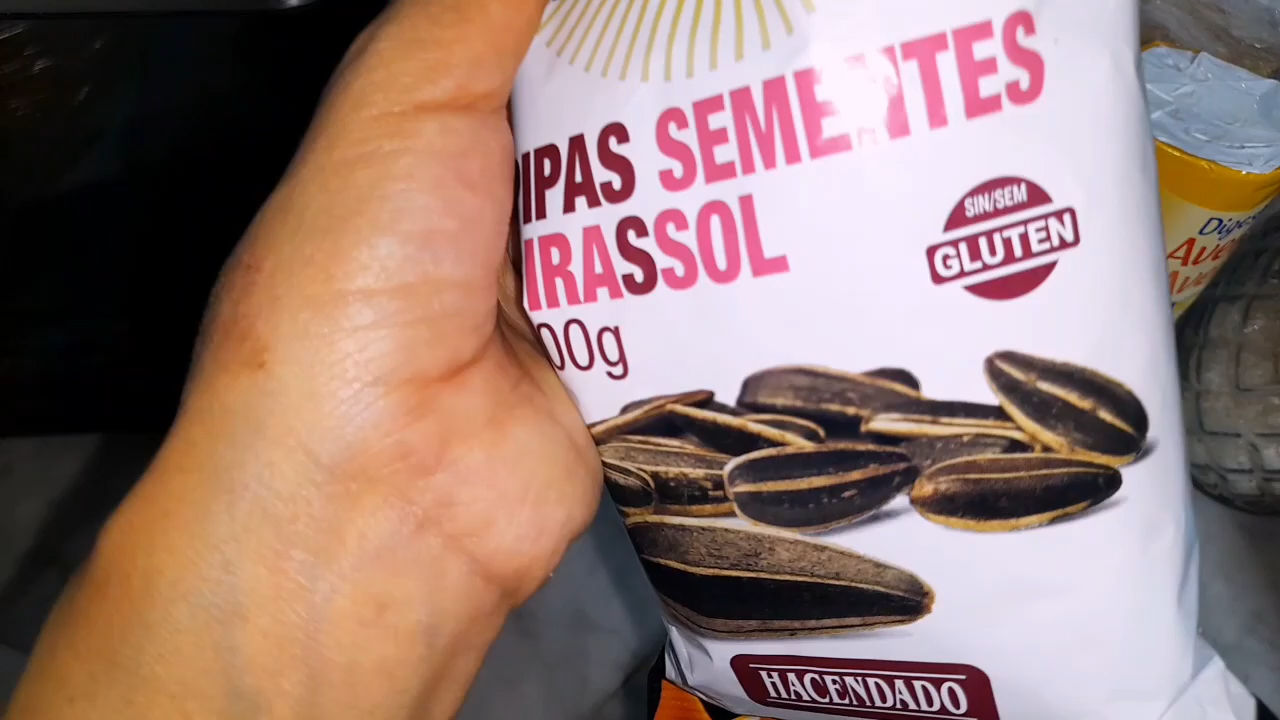 PIPAS SEMENTES
IRASSOL
00g
SIN/SEM
GLUTEN
HACENDADO